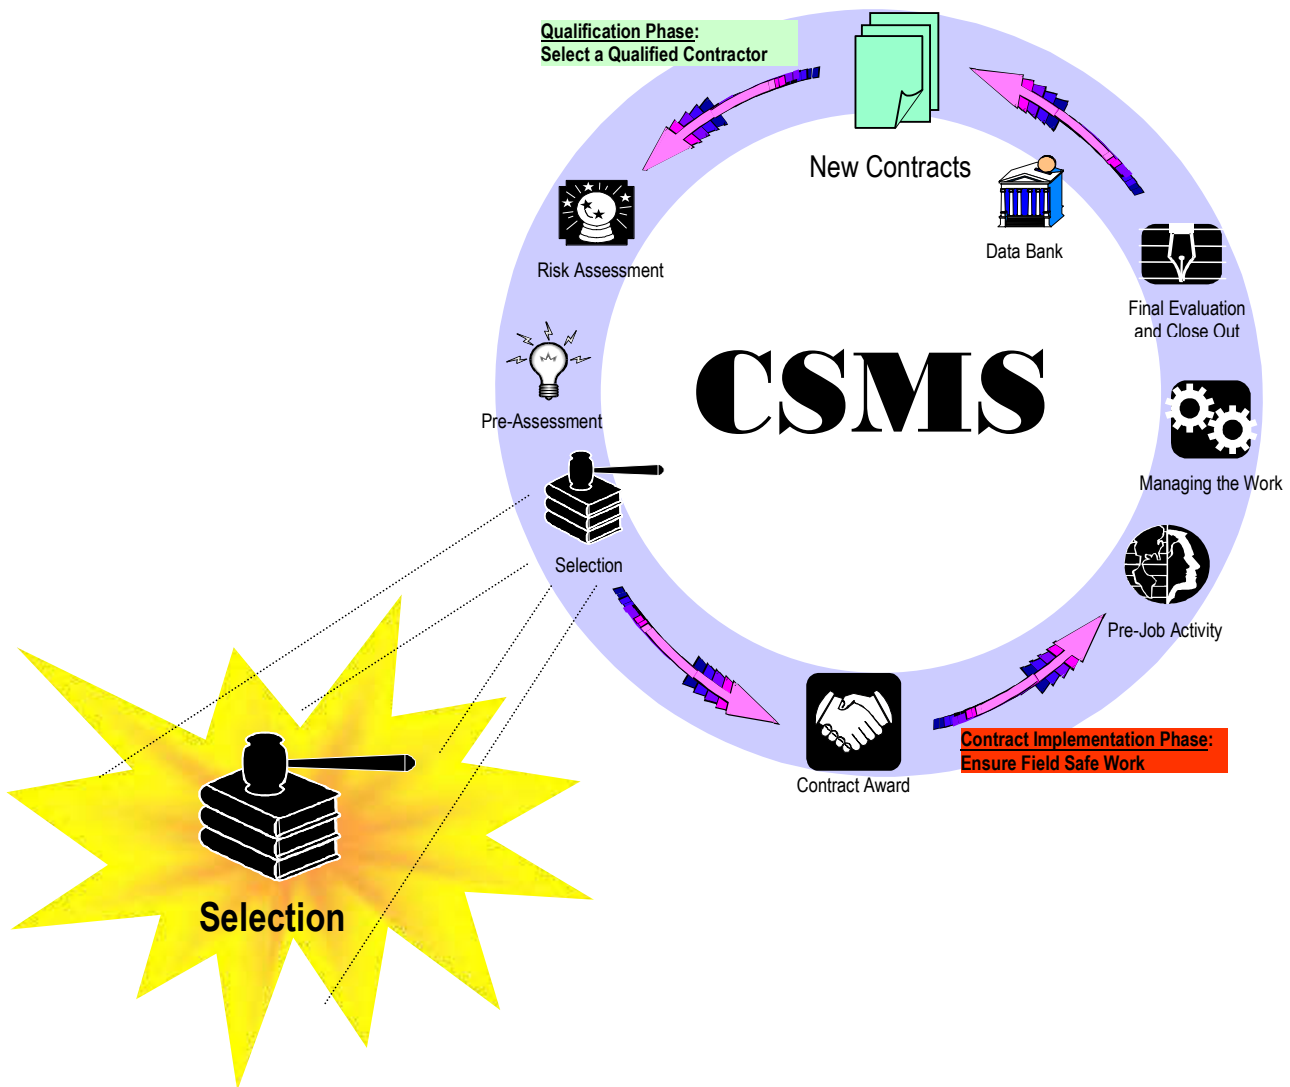 Qualification Phase:
Select a Qualified Contractor
New Contracts
Data Bank
Risk Assessment
Final Evaluation
and Close Out
Pre-Assessment
CSMS
Managing the Work
Selection
Pre-Job Activity
Contract Implementation Phase:
Ensure Field Safe Work
Contract Award
Selection